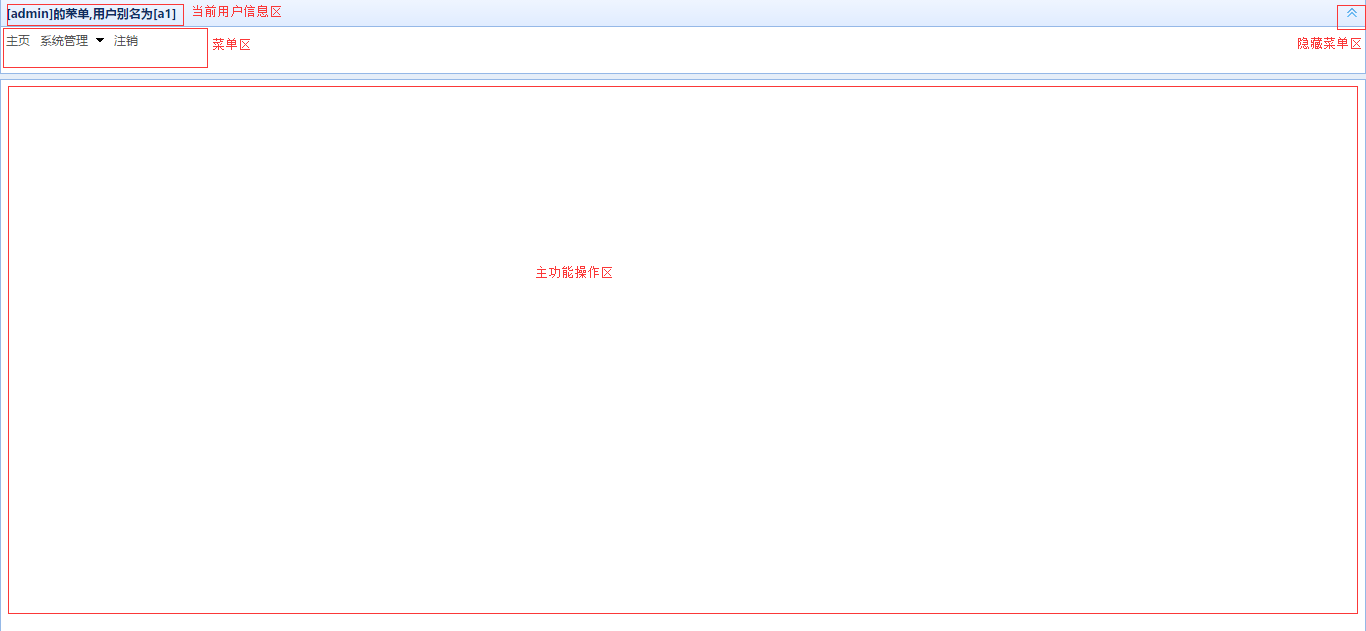 [admin]的荣单,用户别名为[a1] 当前用户信息区
主页 系统管理 注销 菜单区 隐藏菜单区
主功能操作区